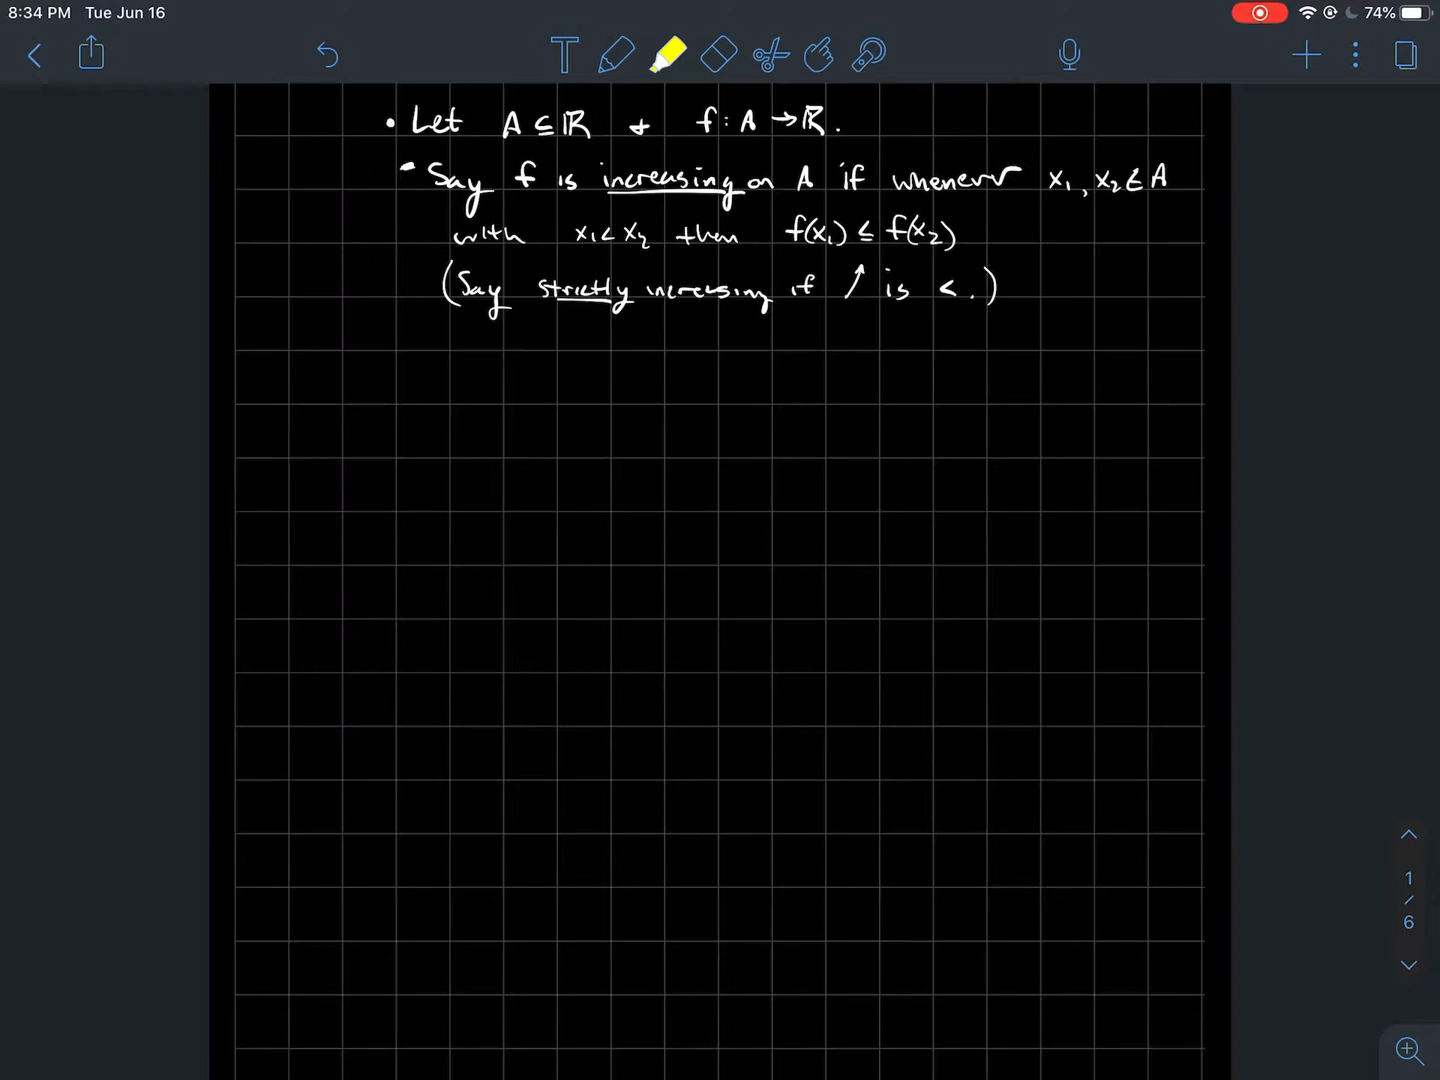 8:34 PM Tue Jun 16 74%
T
• Let A ⊆ ℝ + f: A → ℝ.
• Say f is increasing on A if whenever x₁, x₂ ∈ A
with x₁ < x₂ then f(x₁) ≤ f(x₂)
(Say strictly increasing if ↑ is <.)
1
/
6